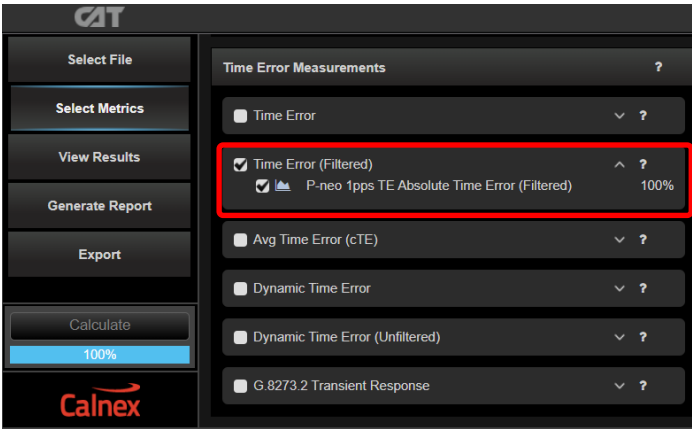 CAT
Select File
Select Metrics
View Results
Generate Report
Export
Calculate
100%
Calnex
Time Error Measurements ?
Time Error ?
Time Error (Filtered) ?
P-neo 1pps TE Absolute Time Error (Filtered) 100%
Avg Time Error (cTE) ?
Dynamic Time Error ?
Dynamic Time Error (Unfiltered) ?
G.8273.2 Transient Response ?